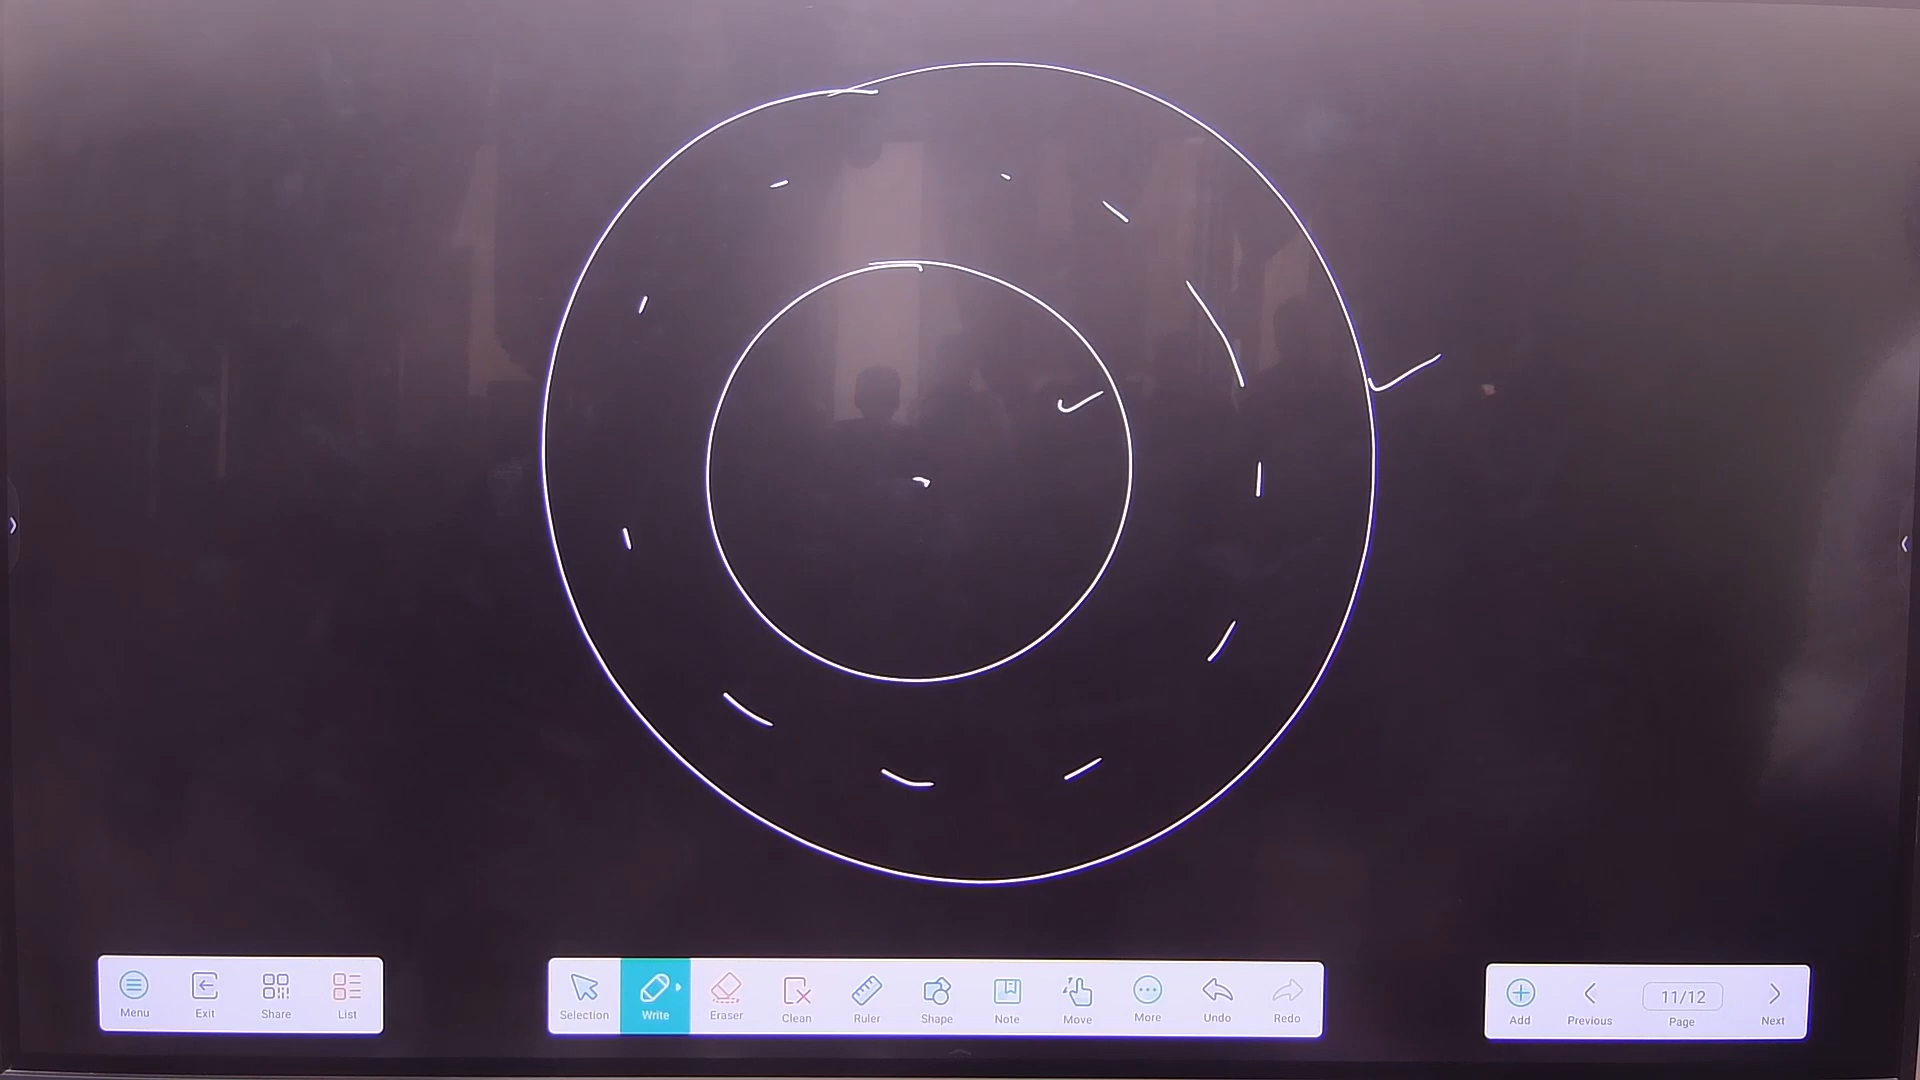 Menu Exit Share List
Selection Write Eraser Clean Ruler Shape Note Move More Undo Redo
Add Previous 11/12 Page Next